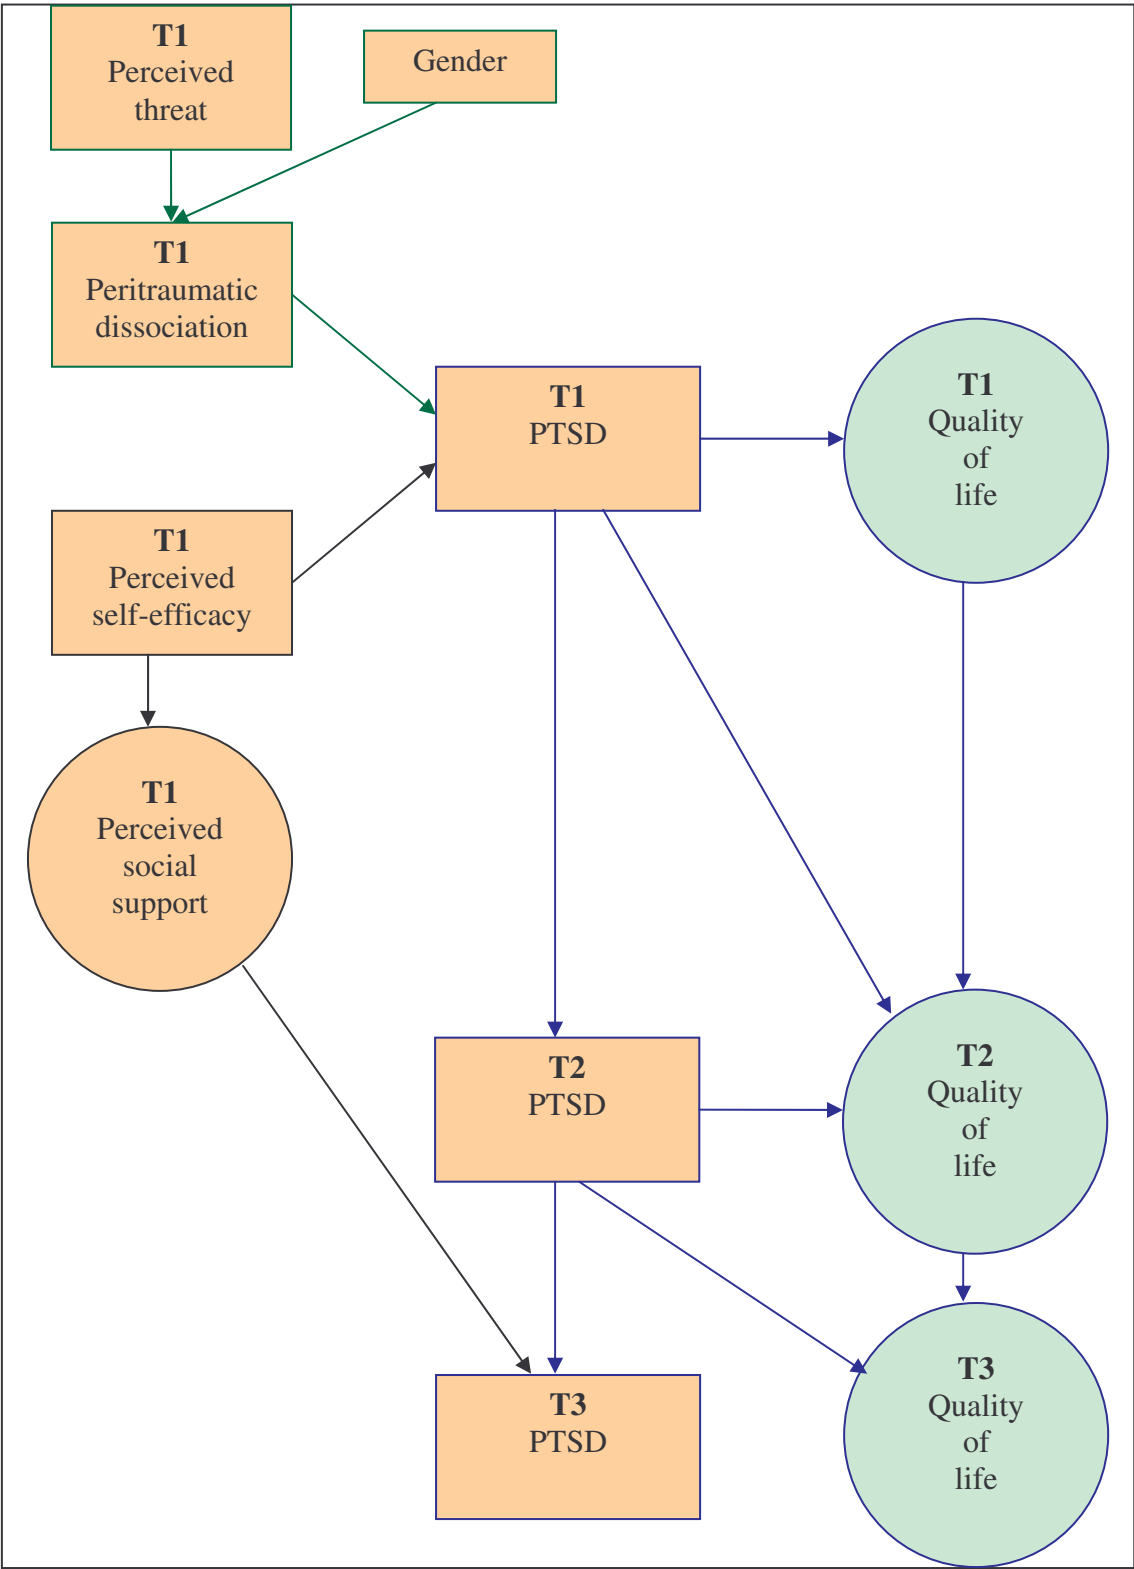 T1
Perceived
threat
Gender
T1
Peritraumatic
dissociation
T1
PTSD
T1
Quality
of
life
T1
Perceived
self-efficacy
T1
Perceived
social
support
T2
PTSD
T2
Quality
of
life
T3
PTSD
T3
Quality
of
life